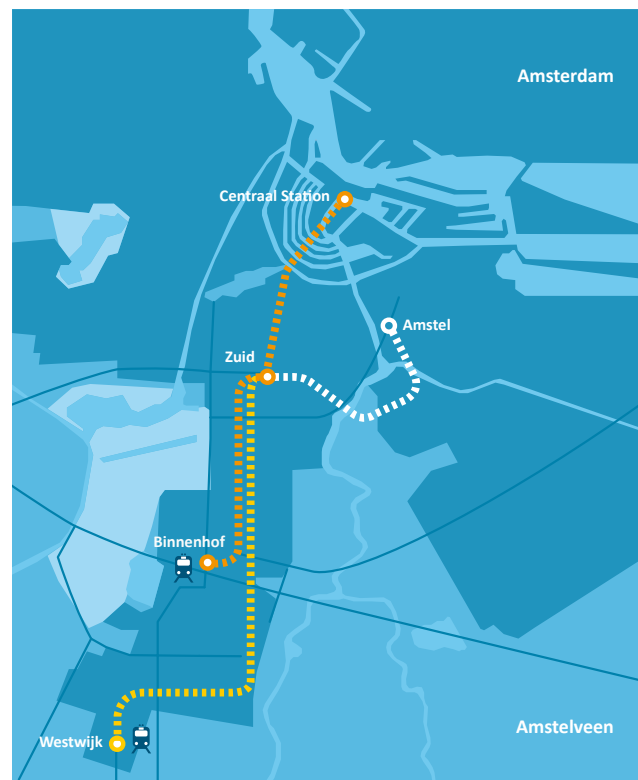 Amsterdam
Centraal Station
Amstel
Zuid
Binnenhof
Westwijk
Amstelveen